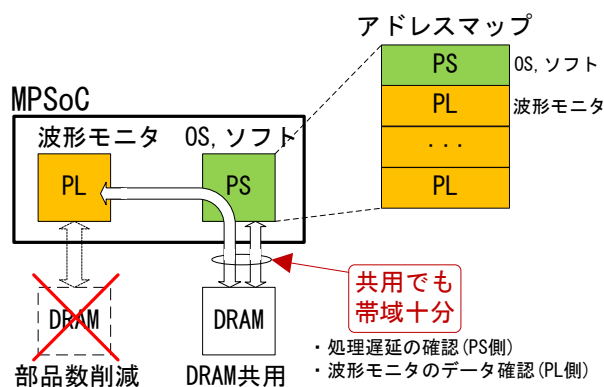 アドレスマップ
PS
OS,ソフト
PL
波形モニタ
...
PL
MPSoC
波形モニタ
OS,ソフト
PL
PS
DRAM
DRAM
共用でも
帯域十分
部品数削減
DRAM共用
・処理遅延の確認(PS側)
・波形モニタのデータ確認(PL側)